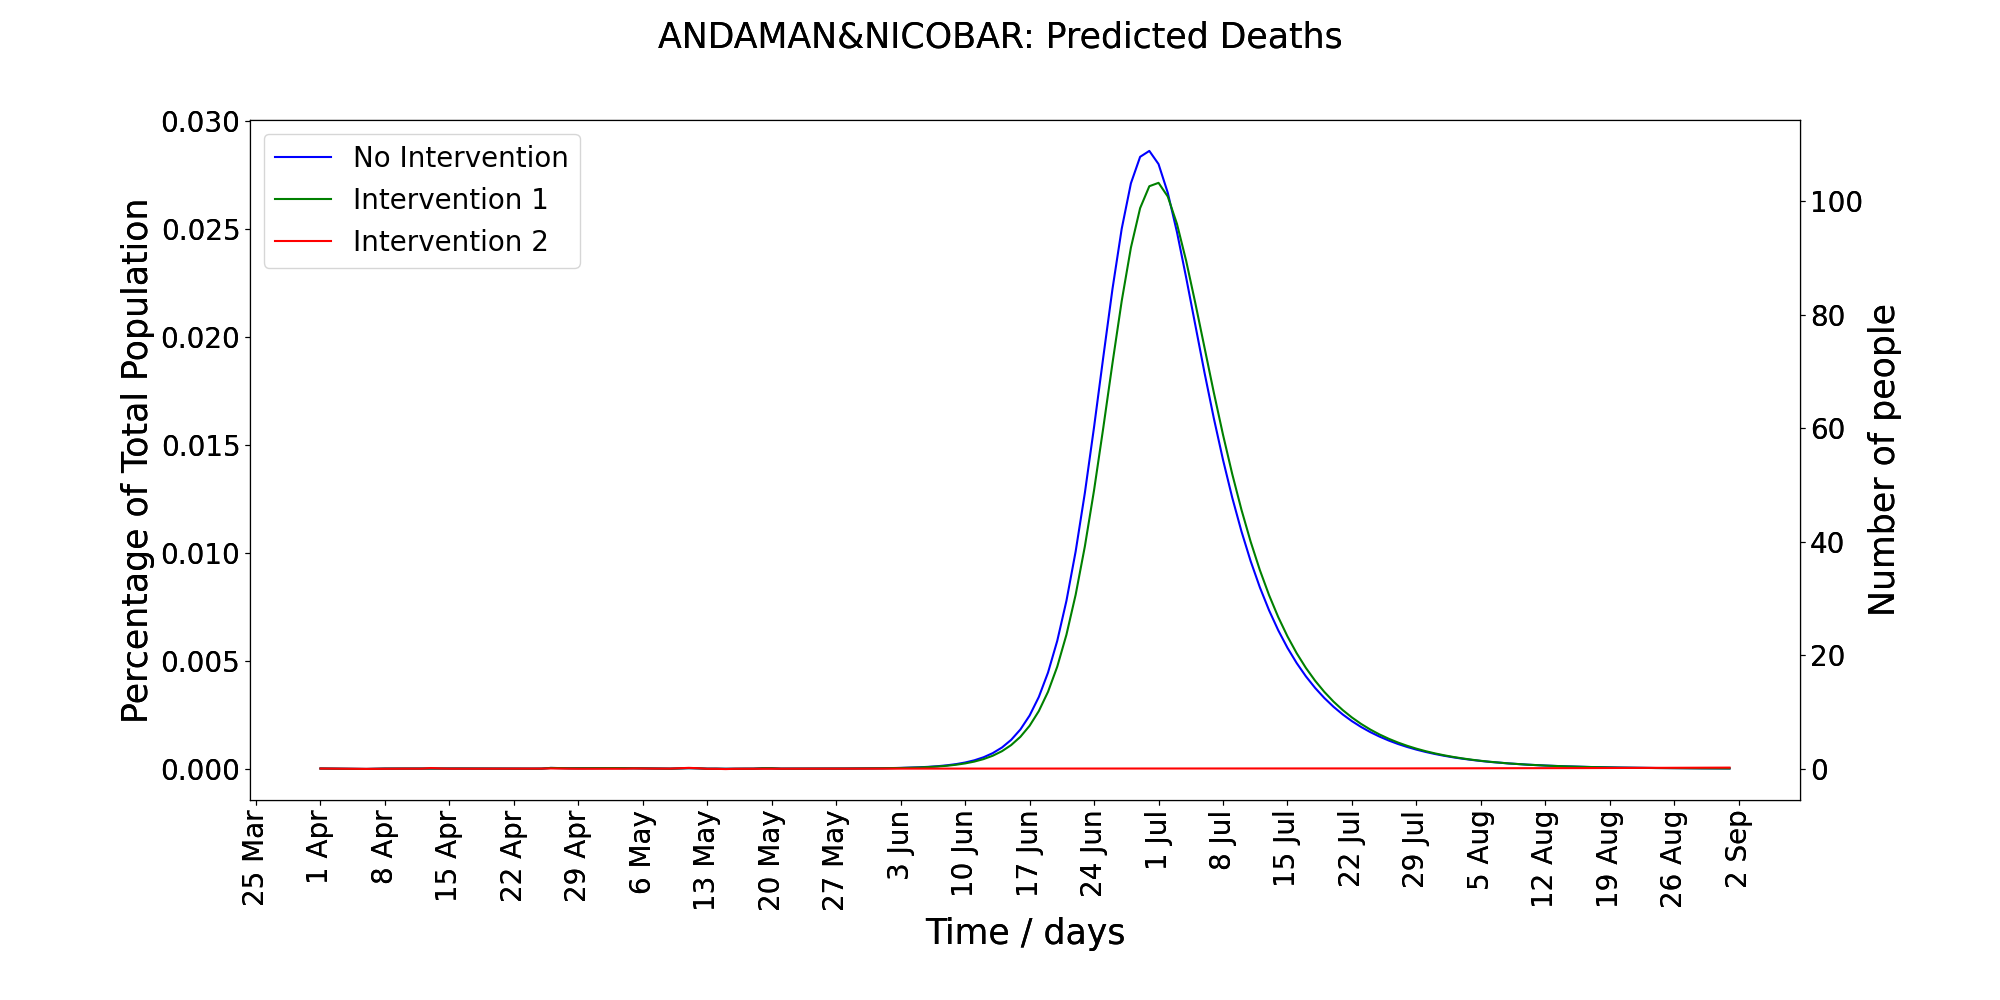 ANDAMAN&NICOBAR: Predicted Deaths
No Intervention
Intervention 1
Intervention 2
Percentage of Total Population
0.030
0.025
0.020
0.015
0.010
0.005
0.000
100
80
60
40
20
0
Number of people
25 Mar
1 Apr
8 Apr
15 Apr
22 Apr
29 Apr
6 May
13 May
20 May
27 May
3 Jun
10 Jun
17 Jun
24 Jun
1 Jul
8 Jul
15 Jul
22 Jul
29 Jul
5 Aug
12 Aug
19 Aug
26 Aug
2 Sep
Time / days